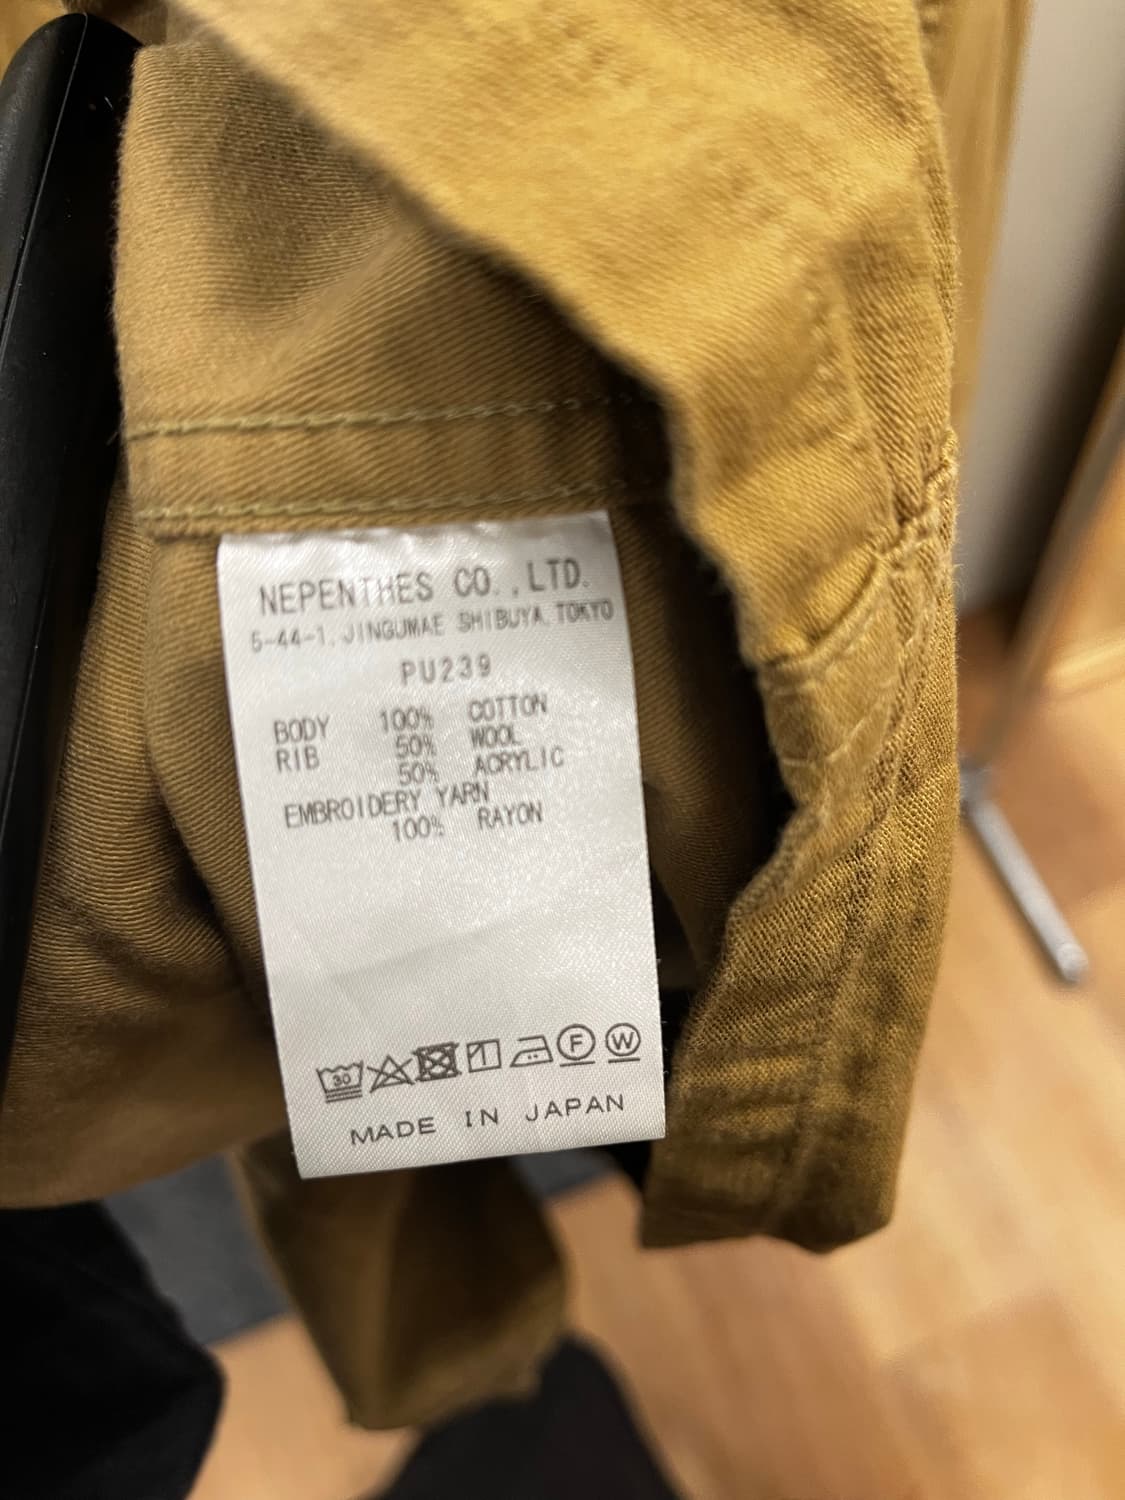 NEPENTHES CO.,LTD.
5-44-1,JINGUMAE SHIBUYA,TOKYO
PU239
BODY 100% COTTON
RIB 50% WOOL
50% ACRYLIC
EMBROIDERY YARN
100% RAYON
30 F W
MADE IN JAPAN